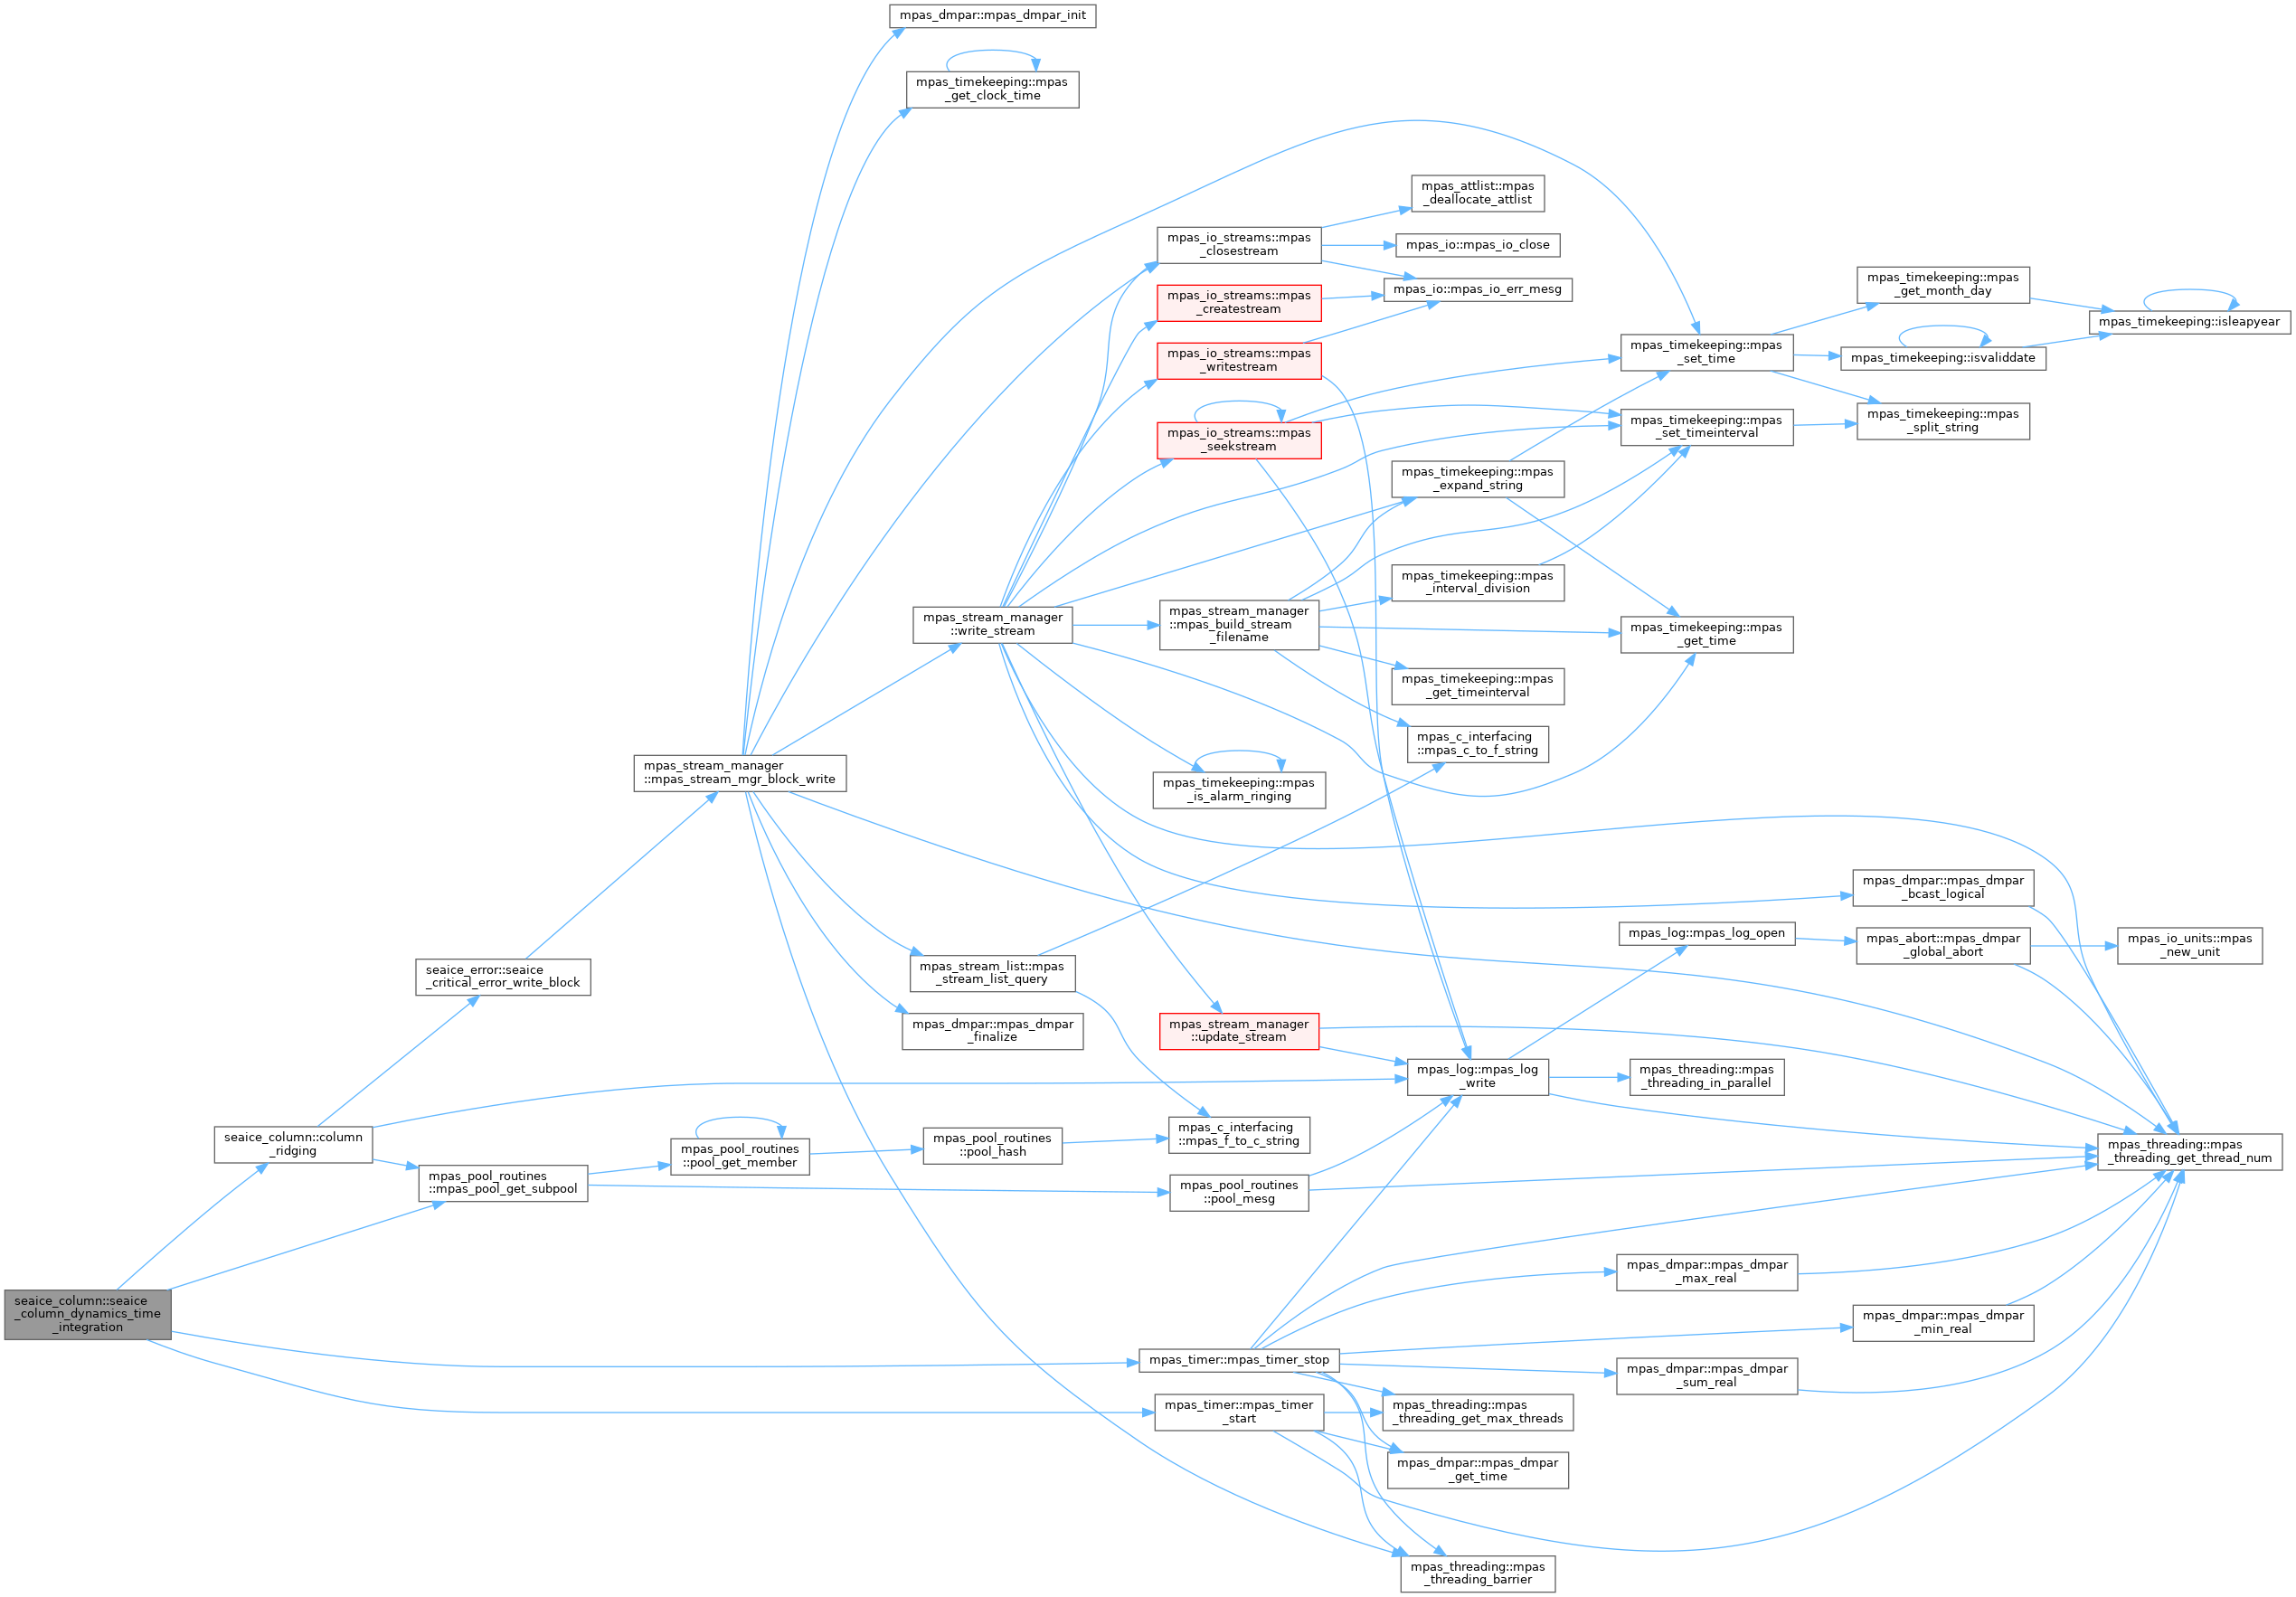 mpas_dmpar::mpas_dmpar_init
mpas_timekeeping::mpas
_get_clock_time
mpas_attlist::mpas
_deallocate_attlist
mpas_io_streams::mpas
_closestream
mpas_io::mpas_io_close
mpas_io::mpas_io_err_mesg
mpas_io_streams::mpas
_createstream
mpas_timekeeping::mpas
_get_month_day
mpas_timekeeping::isleapyear
mpas_io_streams::mpas
_writestream
mpas_timekeeping::mpas
_set_time
mpas_timekeeping::isvaliddate
mpas_io_streams::mpas
_seekstream
mpas_timekeeping::mpas
_set_timeinterval
mpas_timekeeping::mpas
_split_string
mpas_timekeeping::mpas
_expand_string
mpas_timekeeping::mpas
_interval_division
mpas_stream_manager
::write_stream
mpas_stream_manager
::mpas_build_stream
_filename
mpas_timekeeping::mpas
_get_time
mpas_timekeeping::mpas
_get_timeinterval
mpas_c_interfacing
::mpas_c_to_f_string
mpas_stream_manager
::mpas_stream_mgr_block_write
mpas_timekeeping::mpas
_is_alarm_ringing
mpas_dmpar::mpas_dmpar
_bcast_logical
mpas_log::mpas_log_open
mpas_abort::mpas_dmpar
_global_abort
mpas_io_units::mpas
_new_unit
seaice_error::seaice
_critical_error_write_block
mpas_stream_list::mpas
_stream_list_query
mpas_dmpar::mpas_dmpar
_finalize
mpas_stream_manager
::update_stream
mpas_log::mpas_log
_write
mpas_threading::mpas
_threading_in_parallel
seaice_column::column
_ridging
mpas_pool_routines
::pool_get_member
mpas_pool_routines
::pool_hash
mpas_c_interfacing
::mpas_f_to_c_string
mpas_threading::mpas
_threading_get_thread_num
mpas_pool_routines
::mpas_pool_get_subpool
mpas_pool_routines
::pool_mesg
mpas_dmpar::mpas_dmpar
_max_real
seaice_column::seaice
_column_dynamics_time
_integration
mpas_dmpar::mpas_dmpar
_min_real
mpas_timer::mpas_timer_stop
mpas_dmpar::mpas_dmpar
_sum_real
mpas_timer::mpas_timer
_start
mpas_threading::mpas
_threading_get_max_threads
mpas_dmpar::mpas_dmpar
_get_time
mpas_threading::mpas
_threading_barrier